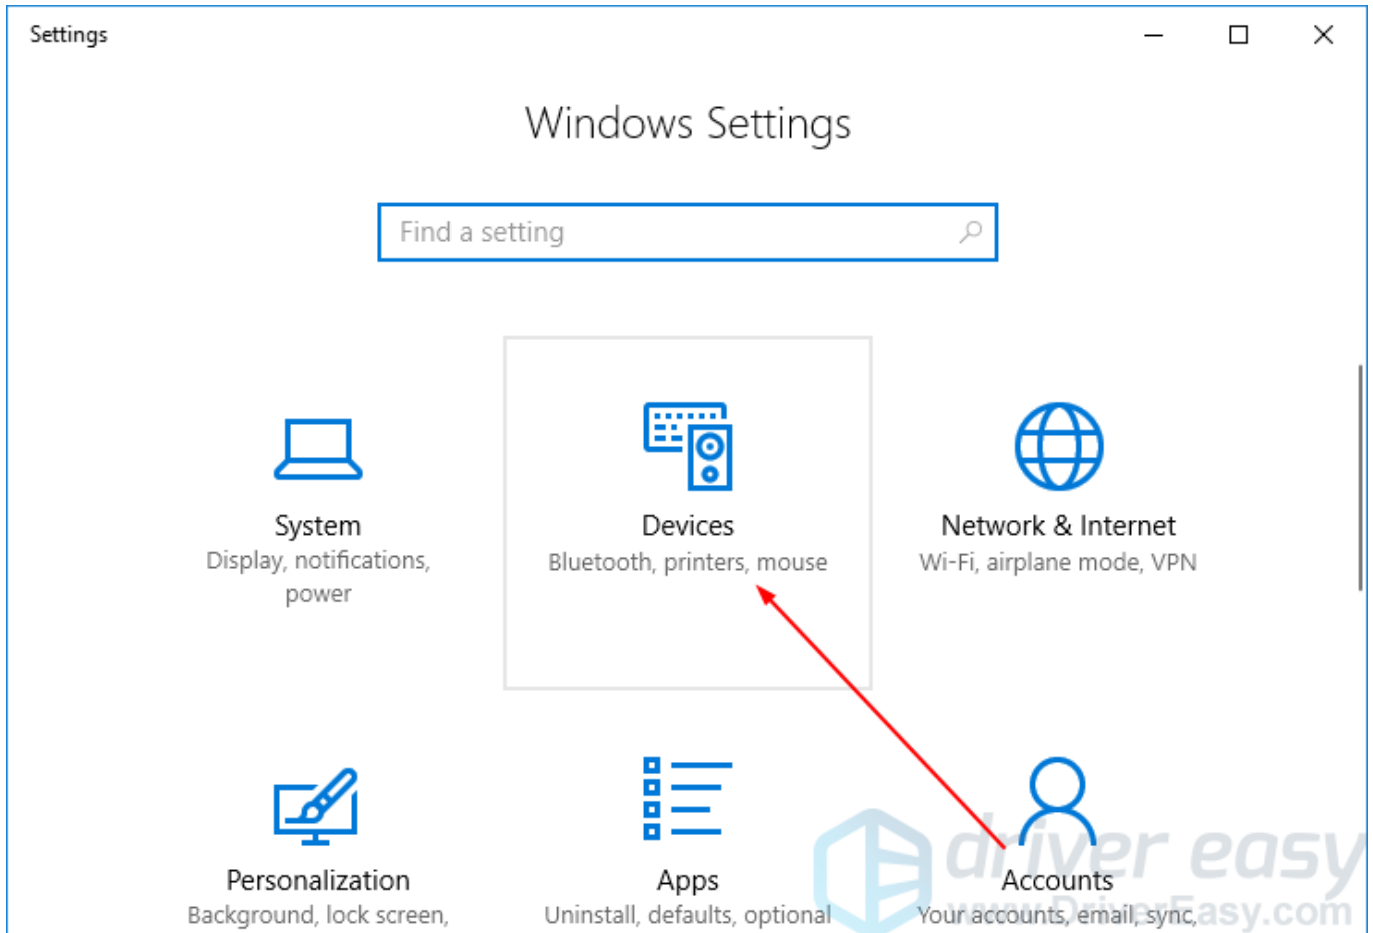 Settings
Windows Settings
Find a setting
System
Display, notifications,
power
Devices
Bluetooth, printers, mouse
Network & Internet
Wi-Fi, airplane mode, VPN
Personalization
Background, lock screen,
Apps
Uninstall, defaults, optional
Accounts
Your accounts, email, sync,
driver easy
www.DriverEasy.com